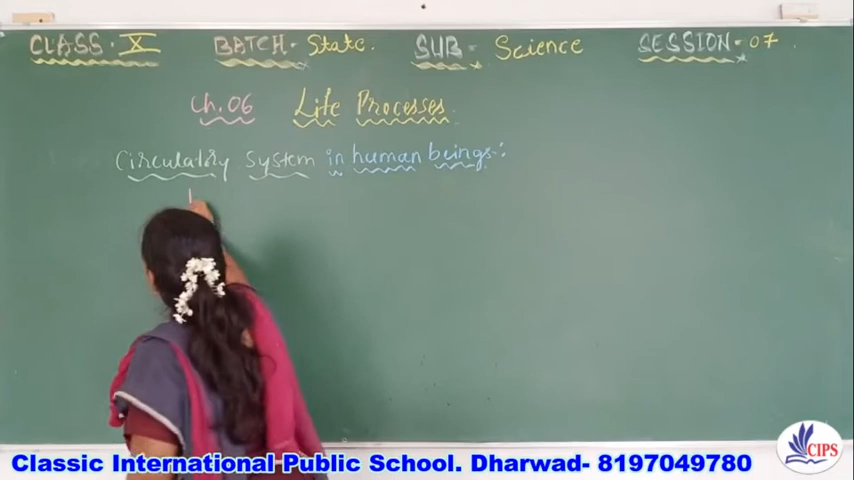 CLASS - X BATCH - State. SUB - Science SESSION - 07
Ch. 06 Life Processes.
Circulatory system in human beings :-
CIPS
Classic International Public School. Dharwad- 8197049780